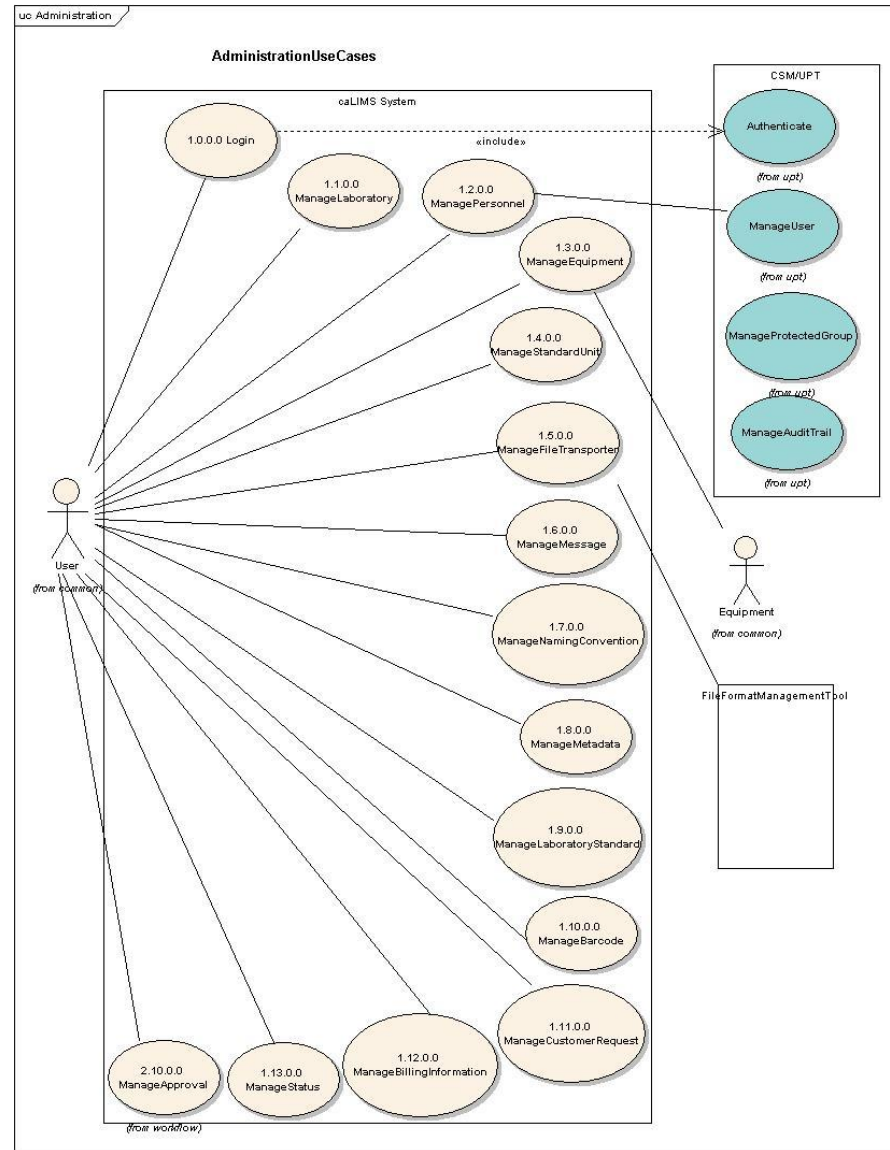 uc Administration
AdministrationUseCases
caLIMS System
CSM/UPT
1.0.0.0 Login
«include»
Authenticate
(from upt)
1.1.0.0
ManageLaboratory
1.2.0.0
ManagePersonnel
ManageUser
(from upt)
1.3.0.0
ManageEquipment
ManageProtectedGroup
(from upt)
1.4.0.0
ManageStandardUnit
ManageAuditTrail
(from upt)
1.5.0.0
ManageFileTransporter
User
(from common)
1.6.0.0
ManageMessage
Equipment
(from common)
1.7.0.0
ManageNamingConvention
FileFormatManagementTool
1.8.0.0
ManageMetadata
1.9.0.0
ManageLaboratoryStandard
1.10.0.0
ManageBarcode
1.11.0.0
ManageCustomerRequest
1.12.0.0
ManageBillingInformation
1.13.0.0
ManageStatus
2.10.0.0
ManageApproval
(from workflow)